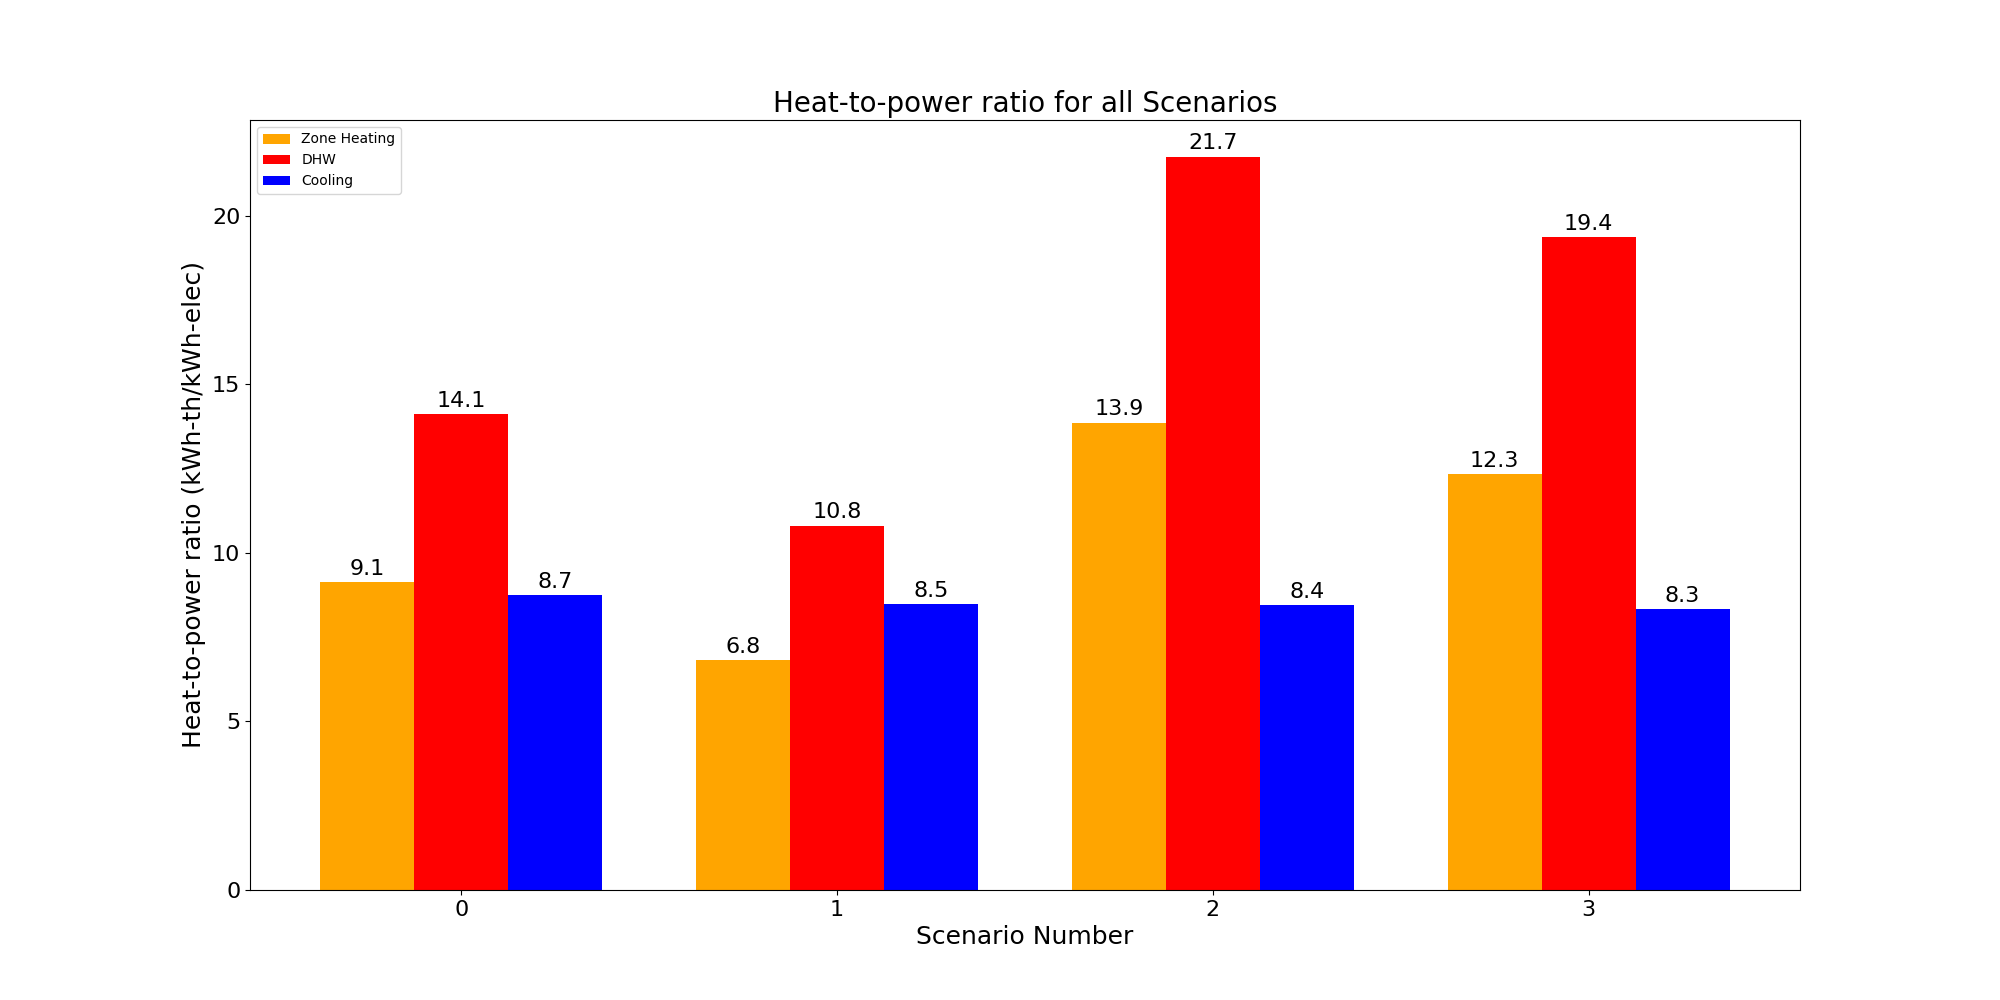 Heat-to-power ratio for all Scenarios
Zone Heating
DHW
Cooling
Heat-to-power ratio (kWh-th/kWh-elec)
20
15
10
5
0
9.1
14.1
8.7
6.8
10.8
8.5
13.9
21.7
8.4
12.3
19.4
8.3
0 1 2 3
Scenario Number